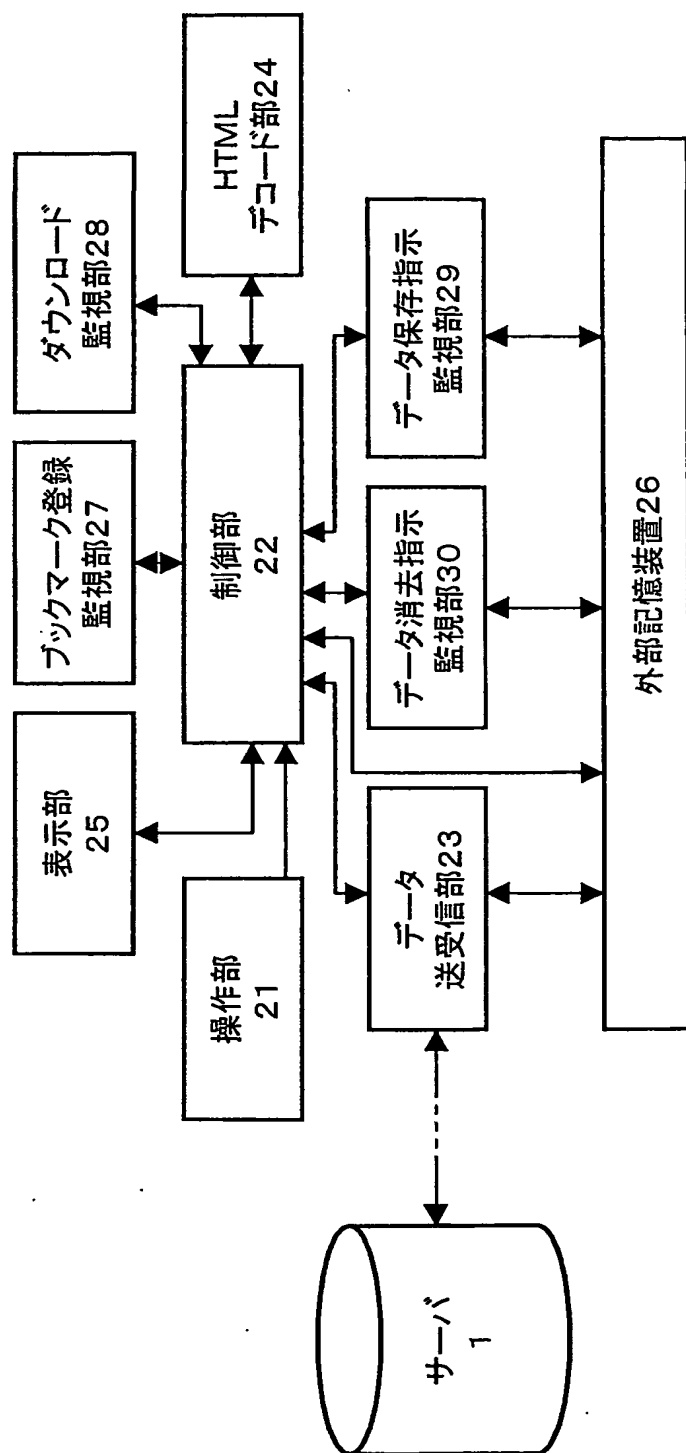 表示部
25
ブックマーク登録
監視部27
ダウンロード
監視部28
操作部
21
制御部
22
HTML
デコード部24
データ
送受信部23
データ消去指示
監視部30
データ保存指示
監視部29
サーバ
1
外部記憶装置26